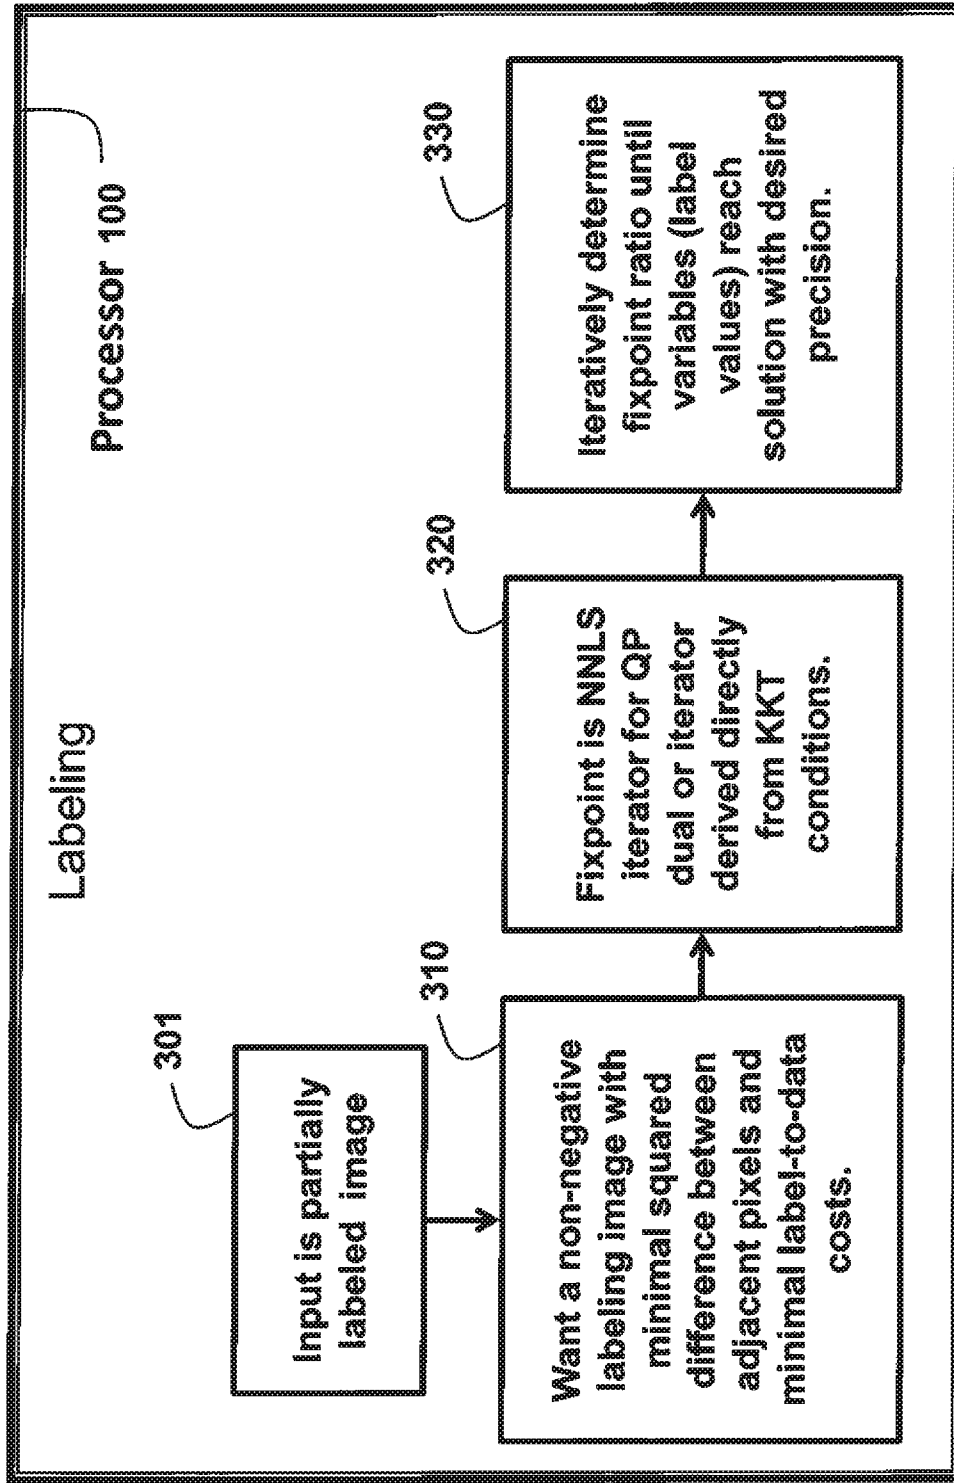 Labeling
Processor 100
301
Input is partially
labeled image
310
Want a non-negative
labeling image with
minimal squared
difference between
adjacent pixels and
minimal label-to-data
costs.
320
Fixpoint is NNLS
iterator for QP
dual or iterator
derived directly
from KKT
conditions.
330
Iteratively determine
fixpoint ratio until
variables (label
values) reach
solution with desired
precision.